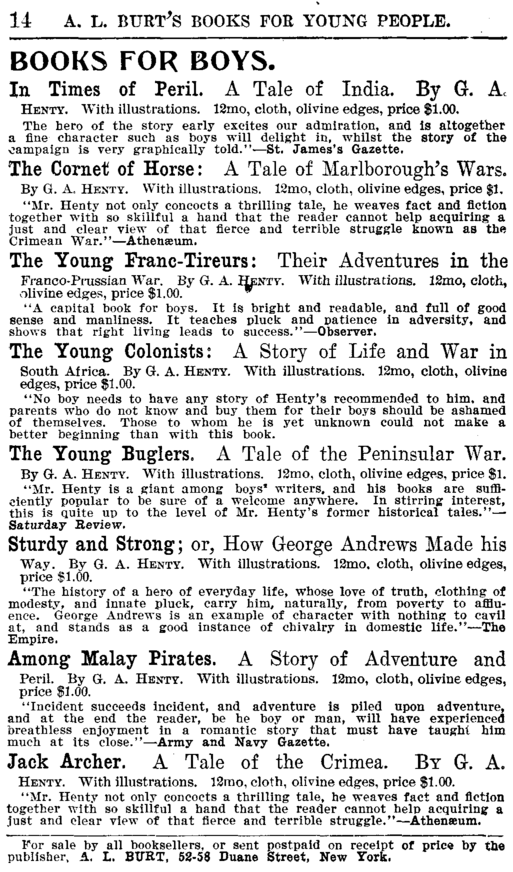 14 A. L. BURT'S BOOKS FOR YOUNG PEOPLE.
BOOKS FOR BOYS.
In Times of Peril. A Tale of India. By G. A.
HENTY. With illustrations. 12mo, cloth, olivine edges, price $1.00.
The hero of the story early excites our admiration, and is altogether
a fine character such as boys will delight in, whilst the story of the
campaign is very graphically told."—St. James's Gazette.
The Cornet of Horse: A Tale of Marlborough's Wars.
By G. A. HENTY. With illustrations. 12mo, cloth, olivine edges, price $1.
"Mr. Henty not only concocts a thrilling tale, he weaves fact and fiction
together with so skillful a hand that the reader cannot help acquiring a
just and clear view of that fierce and terrible struggle known as the
Crimean War."—Athenæum.
The Young Franc-Tireurs: Their Adventures in the
Franco-Prussian War. By G. A. HENTY. With illustrations. 12mo, cloth,
olivine edges, price $1.00.
"A capital book for boys. It is bright and readable, and full of good
sense and manliness. It teaches pluck and patience in adversity, and
shows that right living leads to success."—Observer.
The Young Colonists: A Story of Life and War in
South Africa. By G. A. HENTY. With illustrations. 12mo, cloth, olivine
edges, price $1.00.
"No boy needs to have any story of Henty's recommended to him, and
parents who do not know and buy them for their boys should be ashamed
of themselves. Those to whom he is yet unknown could not make a
better beginning than with this book.
The Young Buglers. A Tale of the Peninsular War.
By G. A. HENTY. With illustrations. 12mo, cloth, olivine edges, price $1.
"Mr. Henty is a giant among boys' writers, and his books are suffi-
ciently popular to be sure of a welcome anywhere. In stirring interest,
this is quite up to the level of Mr. Henty's former historical tales."—
Saturday Review.
Sturdy and Strong; or, How George Andrews Made his
Way. By G. A. HENTY. With illustrations. 12mo, cloth, olivine edges,
price $1.00.
"The history of a hero of everyday life, whose love of truth, clothing of
modesty, and innate pluck, carry him, naturally, from poverty to afflu-
ence. George Andrews is an example of character with nothing to cavil
at, and stands as a good instance of chivalry in domestic life."—The
Empire.
Among Malay Pirates. A Story of Adventure and
Peril. By G. A. HENTY. With illustrations. 12mo, cloth, olivine edges,
price $1.00.
"Incident succeeds incident, and adventure is piled upon adventure,
and at the end the reader, be he boy or man, will have experienced
breathless enjoyment in a romantic story that must have taught him
much at its close."—Army and Navy Gazette.
Jack Archer. A Tale of the Crimea. BY G. A.
HENTY. With illustrations. 12mo, cloth, olivine edges, price $1.00.
"Mr. Henty not only concocts a thrilling tale, he weaves fact and fiction
together with so skillful a hand that the reader cannot help acquiring a
just and clear view of that fierce and terrible struggle."—Athenæum.
For sale by all booksellers, or sent postpaid on receipt of price by the
publisher, A. L. BURT, 52-58 Duane Street, New York.